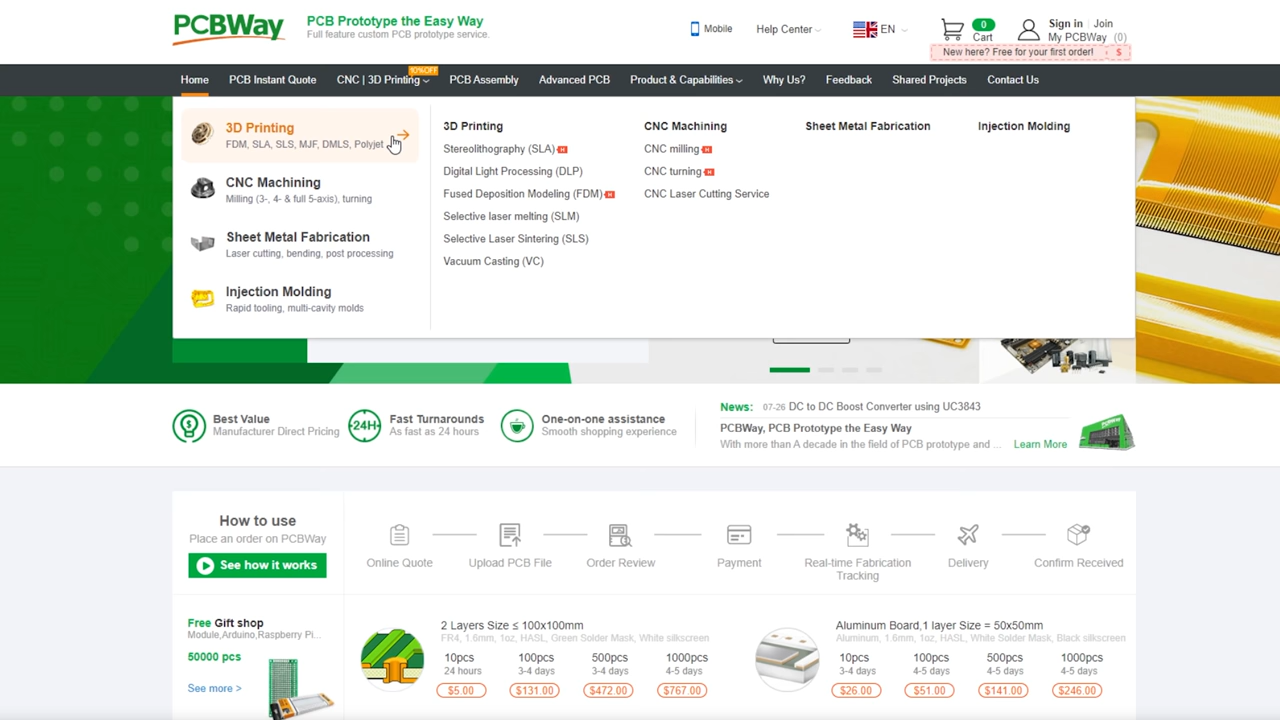 PCBWay
PCB Prototype the Easy Way
Full feature custom PCB prototype service.
Mobile
Help Center
EN
0
Cart
Sign in Join
My PCBWay (0)
New here? Free for your first order! $
Home
PCB Instant Quote
CNC | 3D Printing
10%OFF
PCB Assembly
Advanced PCB
Product & Capabilities
Why Us?
Feedback
Shared Projects
Contact Us
3D Printing
FDM, SLA, SLS, MJF, DMLS, Polyjet
CNC Machining
Milling (3-, 4- & full 5-axis), turning
Sheet Metal Fabrication
Laser cutting, bending, post processing
Injection Molding
Rapid tooling, multi-cavity molds
3D Printing
Stereolithography (SLA) H
Digital Light Processing (DLP)
Fused Deposition Modeling (FDM) H
Selective laser melting (SLM)
Selective Laser Sintering (SLS)
Vacuum Casting (VC)
CNC Machining
CNC milling H
CNC turning H
CNC Laser Cutting Service
Sheet Metal Fabrication
Injection Molding
Best Value
Manufacturer Direct Pricing
24H
Fast Turnarounds
As fast as 24 hours
One-on-one assistance
Smooth shopping experience
News: 07-26 DC to DC Boost Converter using UC3843
PCBWay, PCB Prototype the Easy Way
With more than A decade in the field of PCB prototype and ... Learn More
PCBWay
How to use
Place an order on PCBWay
See how it works
Online Quote
Upload PCB File
Order Review
Payment
Real-time Fabrication
Tracking
Delivery
Confirm Received
Free Gift shop
Module,Arduino,Raspberry Pi...
50000 pcs
See more >
2 Layers Size ≤ 100x100mm
FR4, 1.6mm, 1oz, HASL, Green Solder Mask, White silkscreen
10pcs 100pcs 500pcs 1000pcs
24 hours 3-4 days 3-4 days 4-5 days
$5.00 $131.00 $472.00 $767.00
Aluminum Board,1 layer Size = 50x50mm
Aluminum, 1.6mm, 1oz, HASL, White Solder Mask, Black silkscreen
10pcs 100pcs 500pcs 1000pcs
3-4 days 4-5 days 4-5 days 4-5 days
$26.00 $51.00 $141.00 $246.00